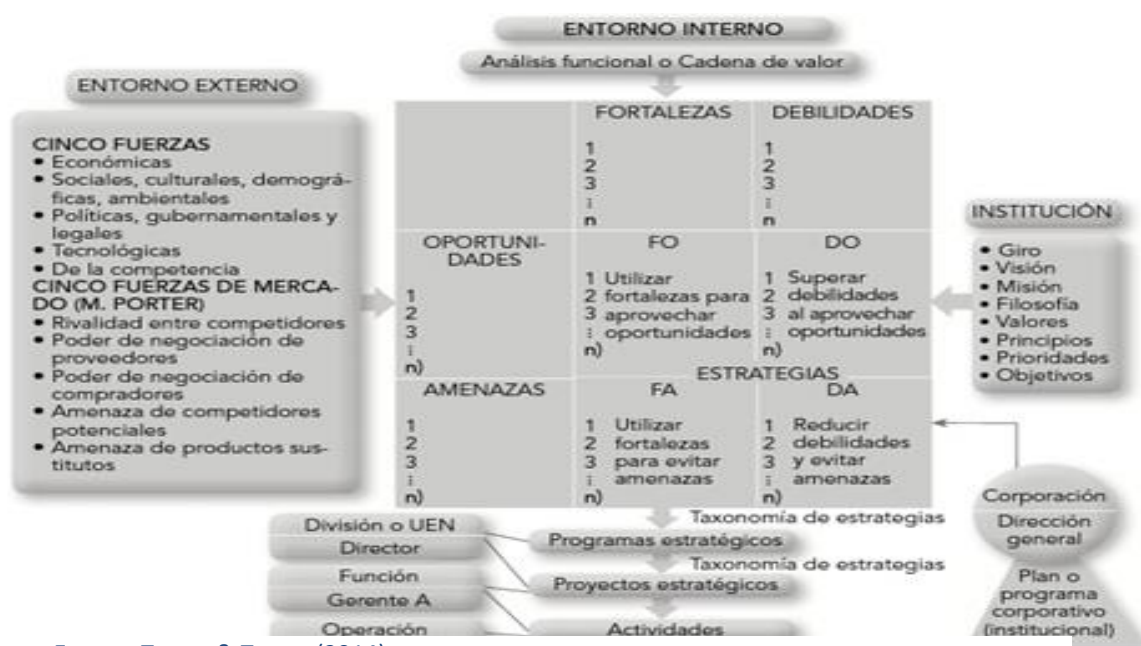 ENTORNO INTERNO
Análisis funcional o Cadena de valor
ENTORNO EXTERNO
CINCO FUERZAS
• Económicas
• Sociales, culturales, demográ-
ficas, ambientales
• Políticas, gubernamentales y
legales
• Tecnológicas
• De la competencia
CINCO FUERZAS DE MERCA-
DO (M. PORTER)
• Rivalidad entre competidores
• Poder de negociación de
proveedores
• Poder de negociación de
compradores
• Amenaza de competidores
potenciales
• Amenaza de productos sus-
titutos
FORTALEZAS
1
2
3
⋮
n
DEBILIDADES
1
2
3
⋮
n
OPORTUNI-
DADES
1
2
3
⋮
n)
FO
1 Utilizar
2 fortalezas para
3 aprovechar
⋮ oportunidades
n)
DO
1 Superar
2 debilidades
3 al aprovechar
⋮ oportunidades
n)
ESTRATEGIAS
AMENAZAS
1
2
3
⋮
n)
FA
1 Utilizar
2 fortalezas
3 para evitar
⋮ amenazas
n)
DA
1 Reducir
2 debilidades
3 y evitar
⋮ amenazas
n)
INSTITUCIÓN
• Giro
• Visión
• Misión
• Filosofía
• Valores
• Principios
• Prioridades
• Objetivos
Taxonomía de estrategias
Programas estratégicos
Taxonomía de estrategias
Proyectos estratégicos
Actividades
División o UEN
Director
Función
Gerente A
Operación
Corporación
Dirección
general
Plan o
programa
corporativo
(institucional)
(2014)